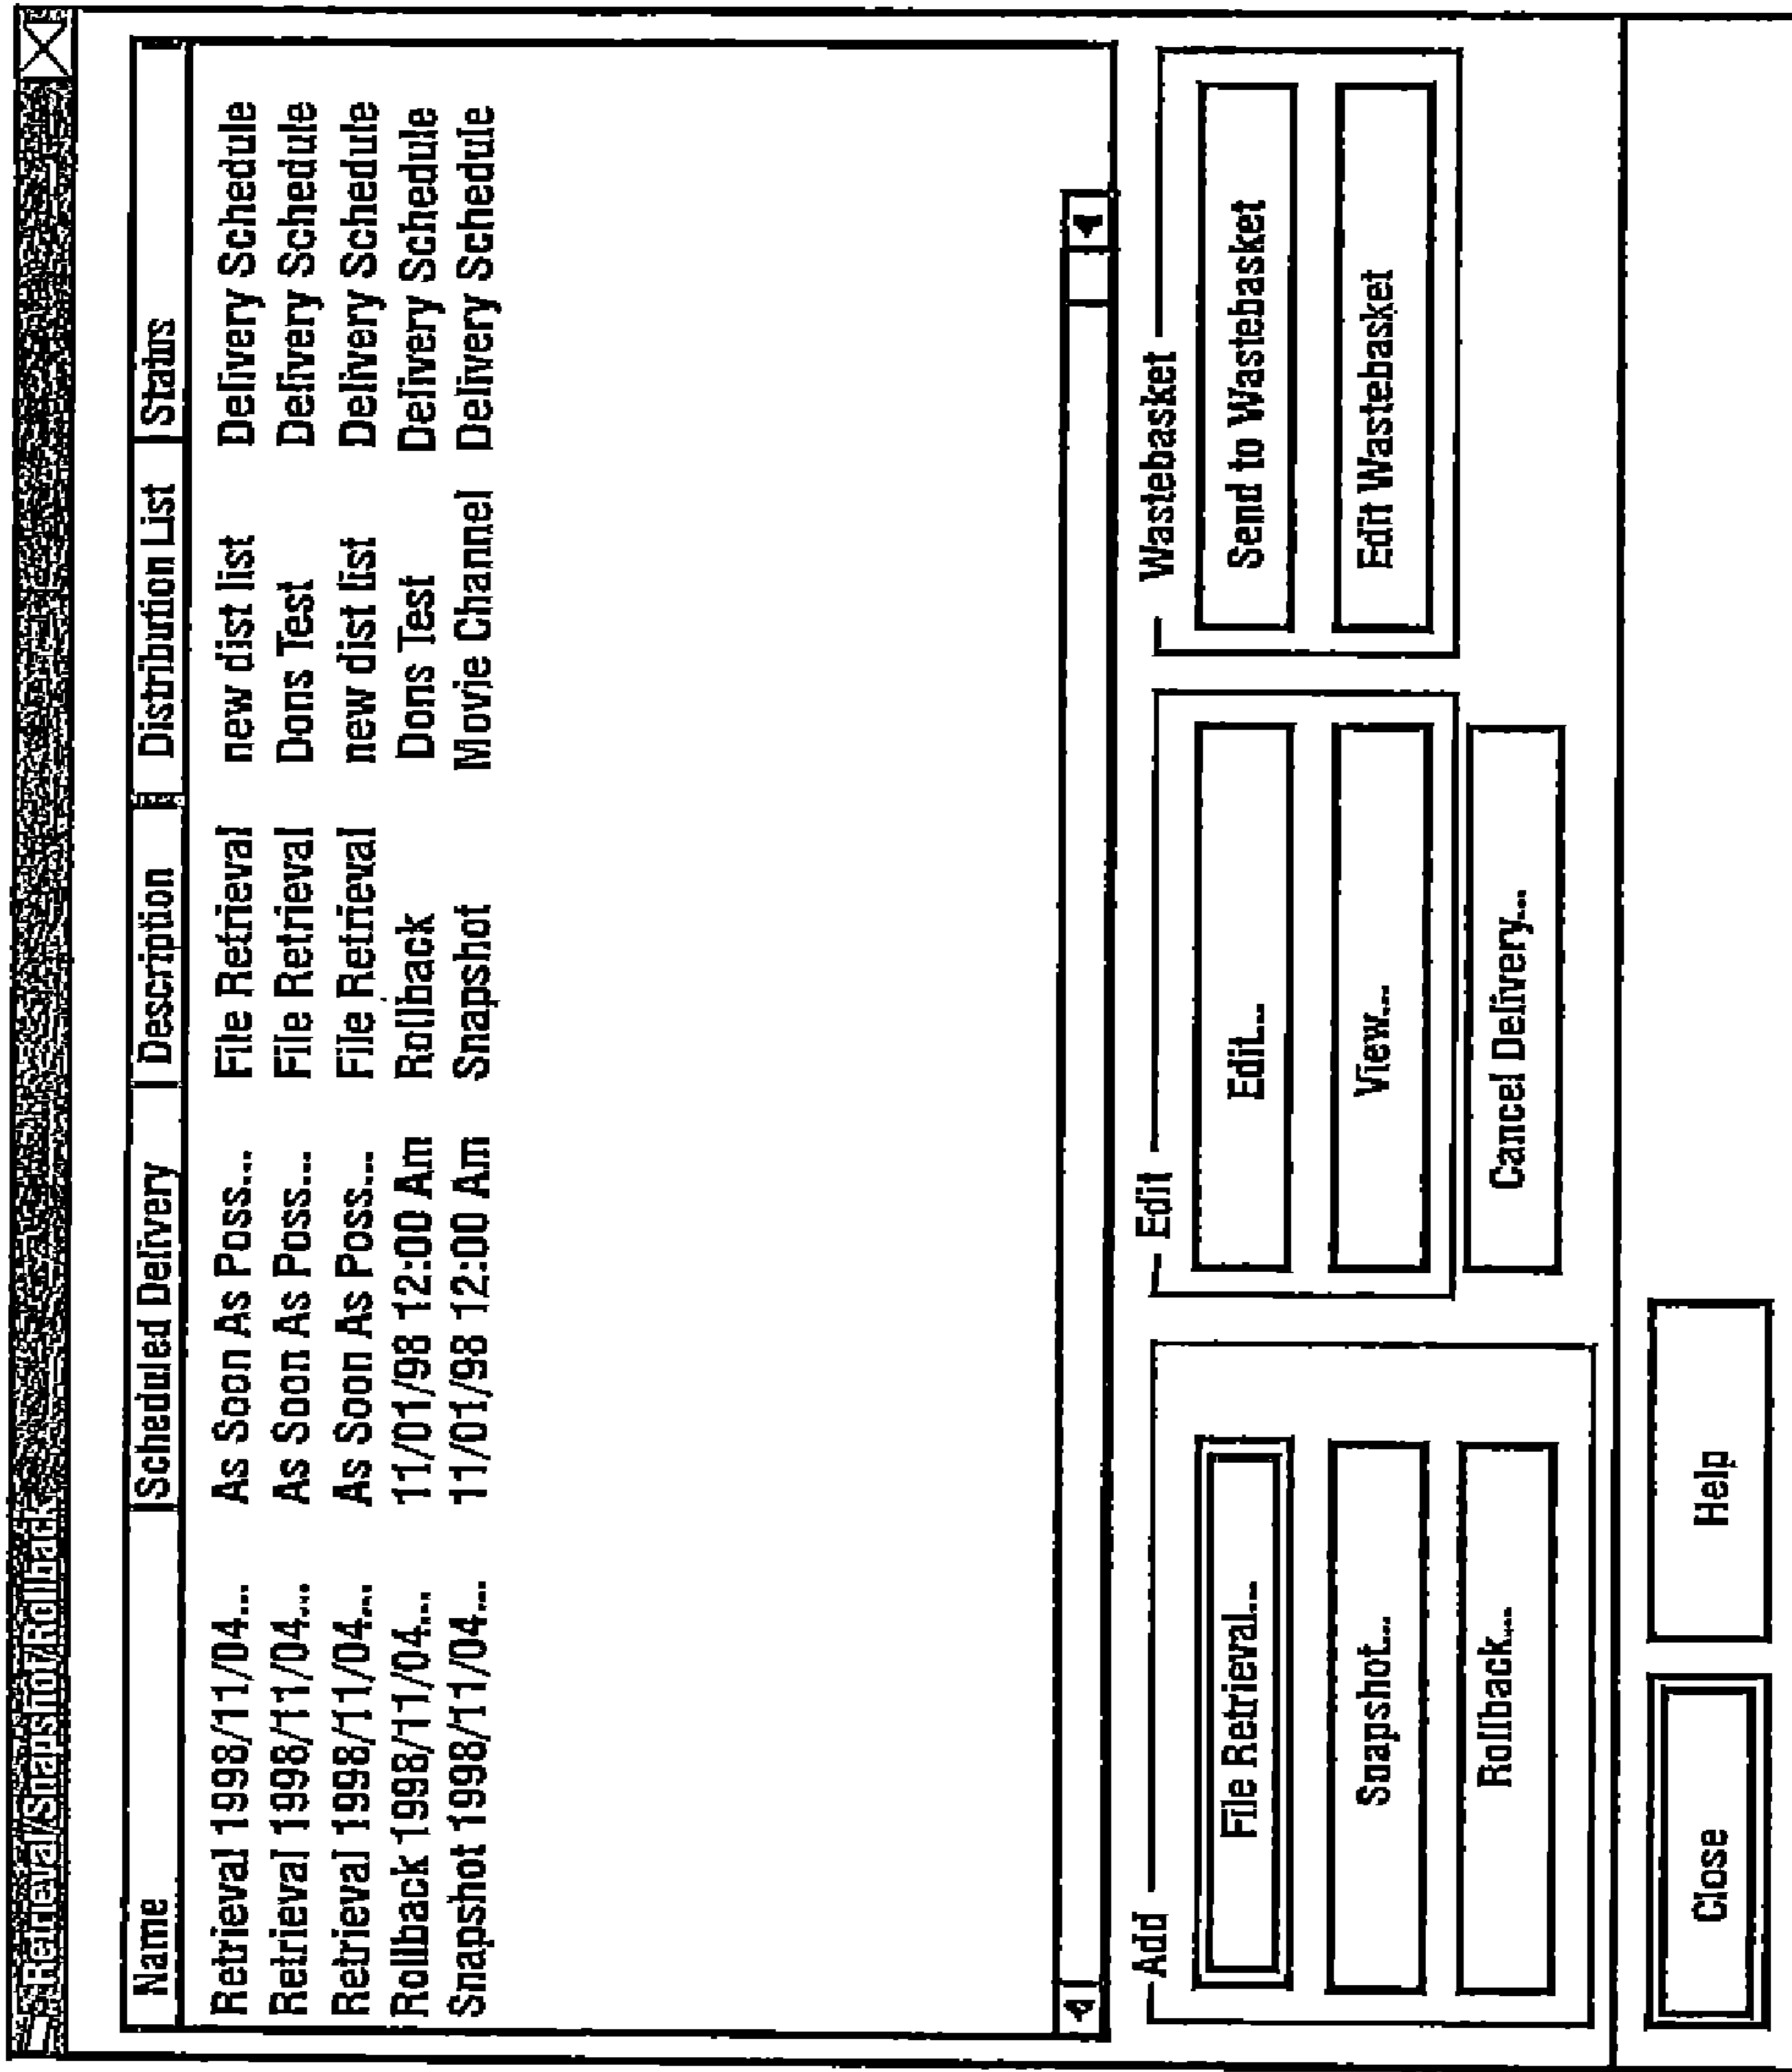 Retrieval/Snapshot/Rollback
Name Scheduled Delivery Description Distribution List Status
Retrieval 1998/11/04... As Soon As Poss... File Retrieval new dist list Delivery Schedule
Retrieval 1998/11/04... As Soon As Poss... File Retrieval Dons Test Delivery Schedule
Retrieval 1998/11/04... As Soon As Poss... File Retrieval new dist list Delivery Schedule
Rollback 1998/11/04... 11/01/98 12:00 Am Rollback Dons Test Delivery Schedule
Snapshot 1998/11/04... 11/01/98 12:00 Am Snapshot Movie Channel Delivery Schedule
Add Edit Wastebasket
File Retrieval... Edit... Send to Wastebasket
Snapshot... View... Edit Wastebasket
Rollback... Cancel Delivery...
Close Help